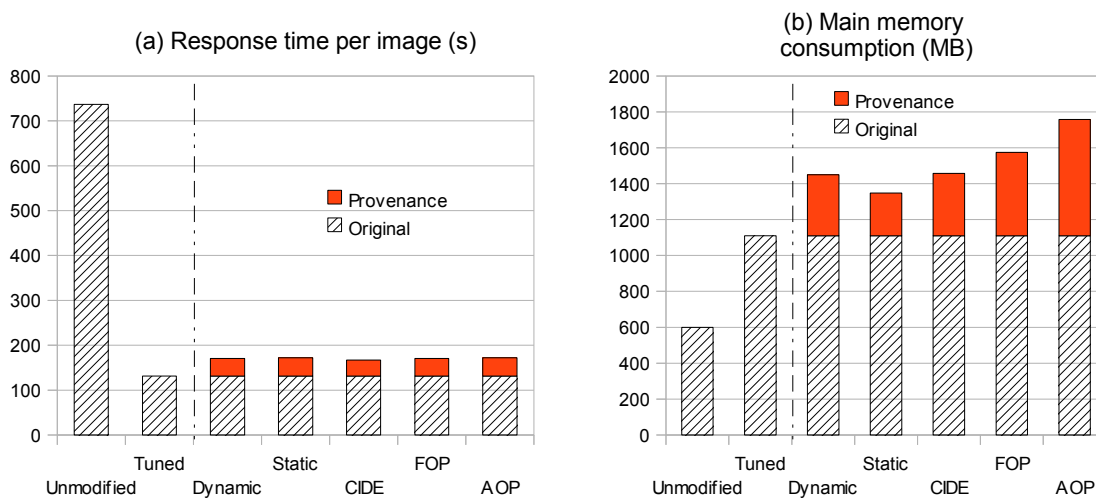 (a) Response time per image (s)
800
700
600
500
400
300
200
100
0
Provenance
Original
Tuned Static FOP
Unmodified Dynamic CIDE AOP
(b) Main memory
consumption (MB)
2000
1800
1600
1400
1200
1000
800
600
400
200
0
Provenance
Original
Tuned Static FOP
Unmodified Dynamic CIDE AOP